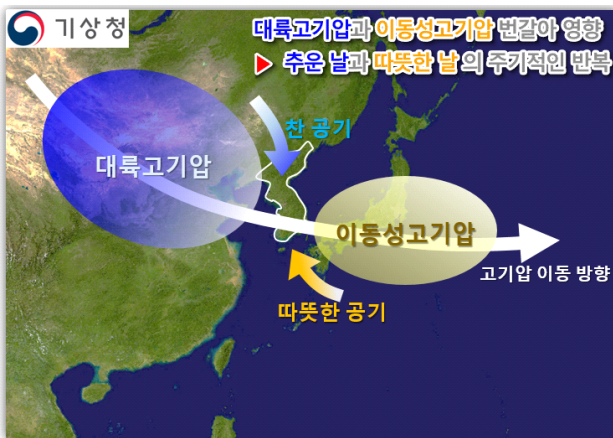 기상청
대륙고기압과 이동성고기압 번갈아 영향
▶ 추운 날과 따뜻한 날의 주기적인 반복
찬 공기
대륙고기압
이동성고기압
고기압 이동 방향
따뜻한 공기